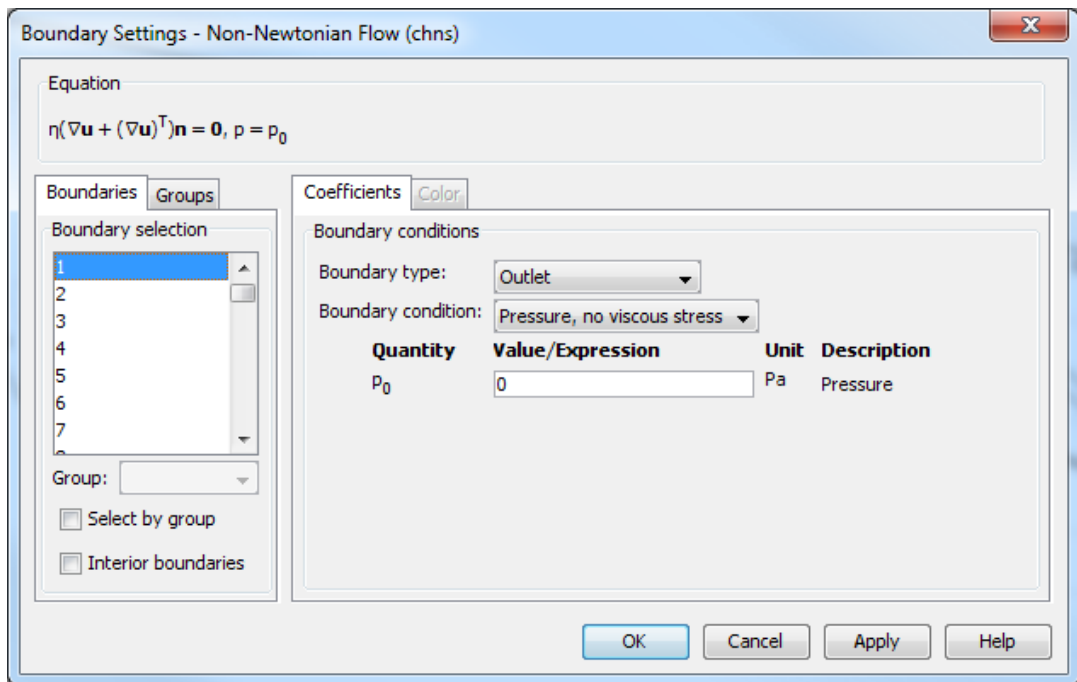 Boundary Settings - Non-Newtonian Flow (chns)
Equation
η(∇u + (∇u)ᵀ)n = 0, p = p₀
Boundaries Groups
Coefficients Color
Boundary selection
1
2
3
4
5
6
7
Group:
Select by group
Interior boundaries
Boundary conditions
Boundary type: Outlet
Boundary condition: Pressure, no viscous stress
Quantity Value/Expression Unit Description
p₀ 0 Pa Pressure
OK Cancel Apply Help